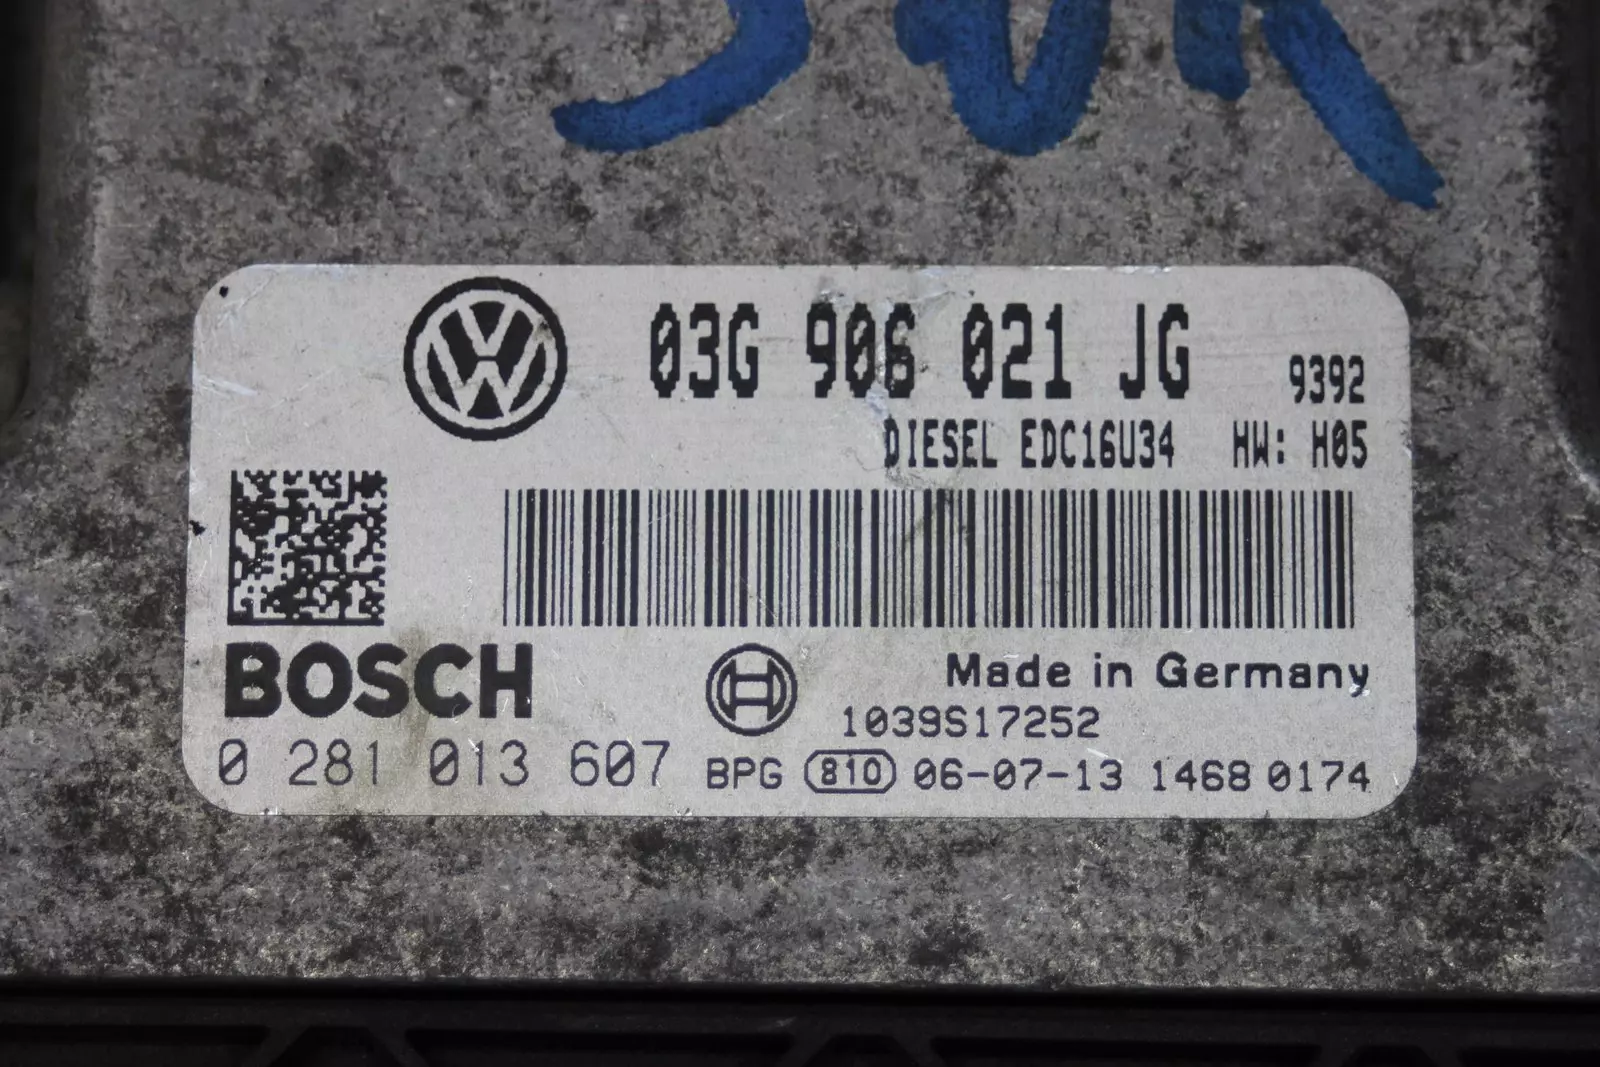 03G 906 021 JG 9392
DIESEL EDC16U34 HW: H05
BOSCH
Made in Germany
1039S17252
0 281 013 607 BPG 810 06-07-13 1468 0174